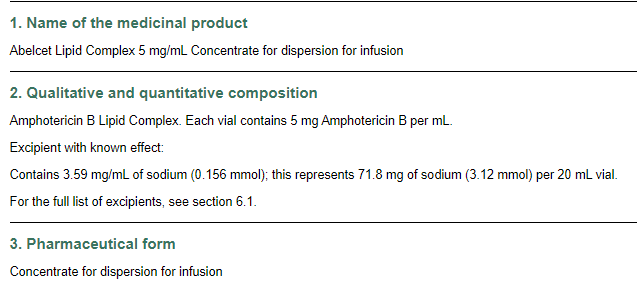 1. Name of the medicinal product
Abelcet Lipid Complex 5 mg/mL Concentrate for dispersion for infusion
2. Qualitative and quantitative composition
Amphotericin B Lipid Complex. Each vial contains 5 mg Amphotericin B per mL.
Excipient with known effect:
Contains 3.59 mg/mL of sodium (0.156 mmol); this represents 71.8 mg of sodium (3.12 mmol) per 20 mL vial.
For the full list of excipients, see section 6.1.
3. Pharmaceutical form
Concentrate for dispersion for infusion